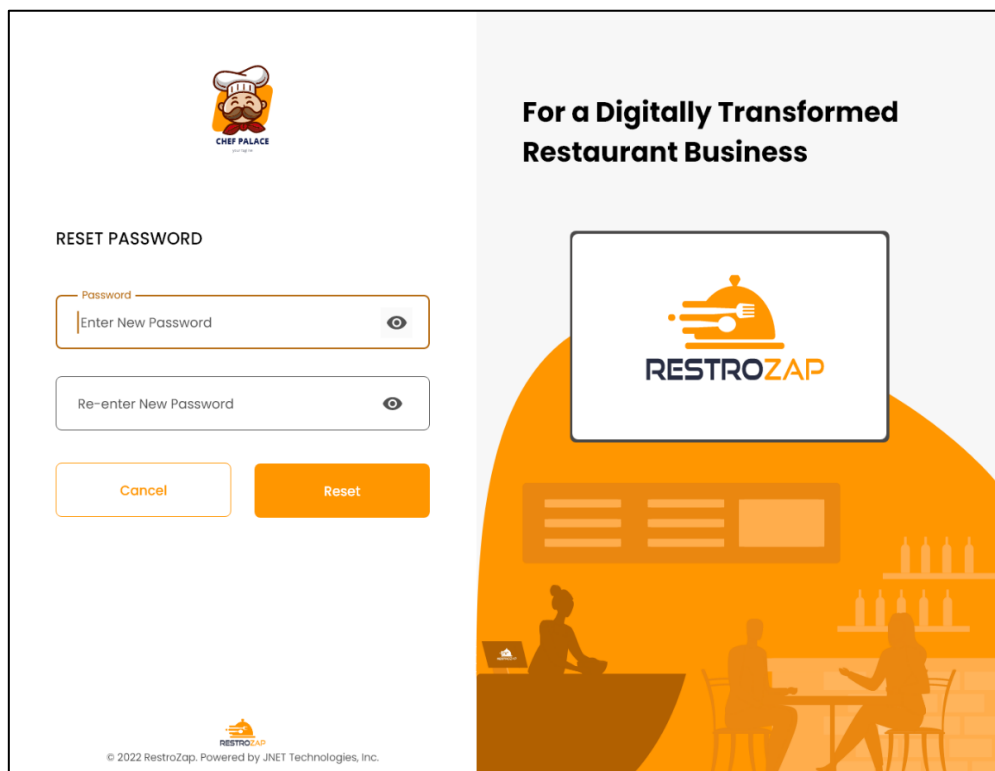 CHEF PALACE
RESET PASSWORD
Password
Enter New Password
Re-enter New Password
Cancel
Reset
RESTROZAP
© 2022 RestroZap. Powered by JNET Technologies, Inc.
For a Digitally Transformed
Restaurant Business
RESTROZAP
RESTROZAP